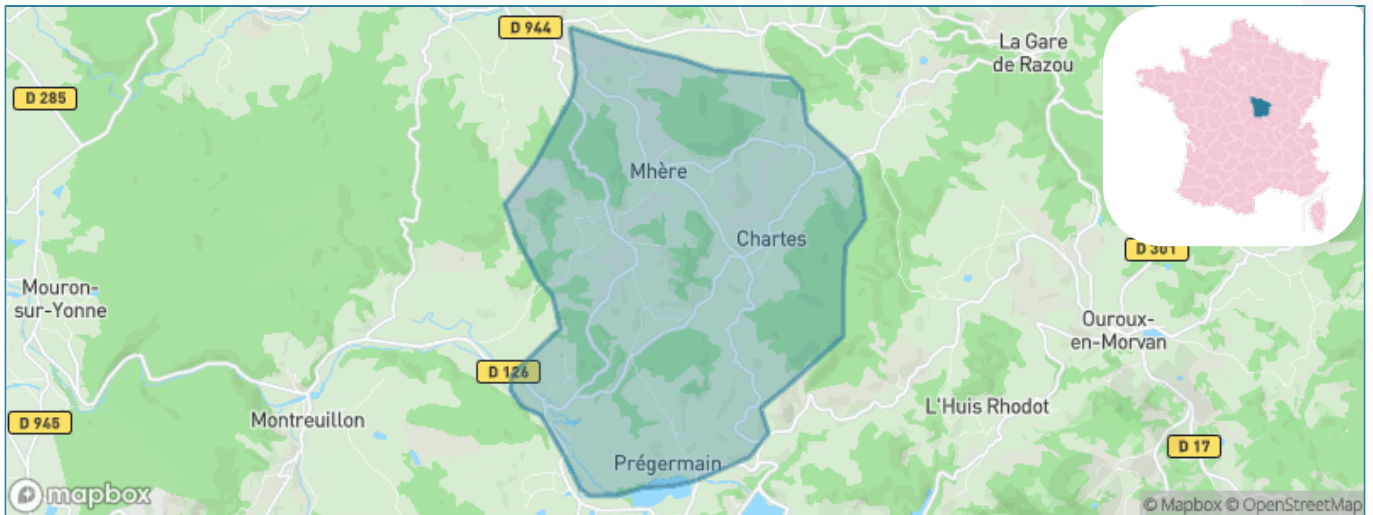 D 944
La Gare
de Razou
D 285
Mhère
Chartes
D 301
Mouron-
sur-Yonne
Ouroux-
en-Morvan
D 126
L'Huis Rhodot
D 945
Montreuillon
D 17
Prégermain
mapbox
© Mapbox © OpenStreetMap